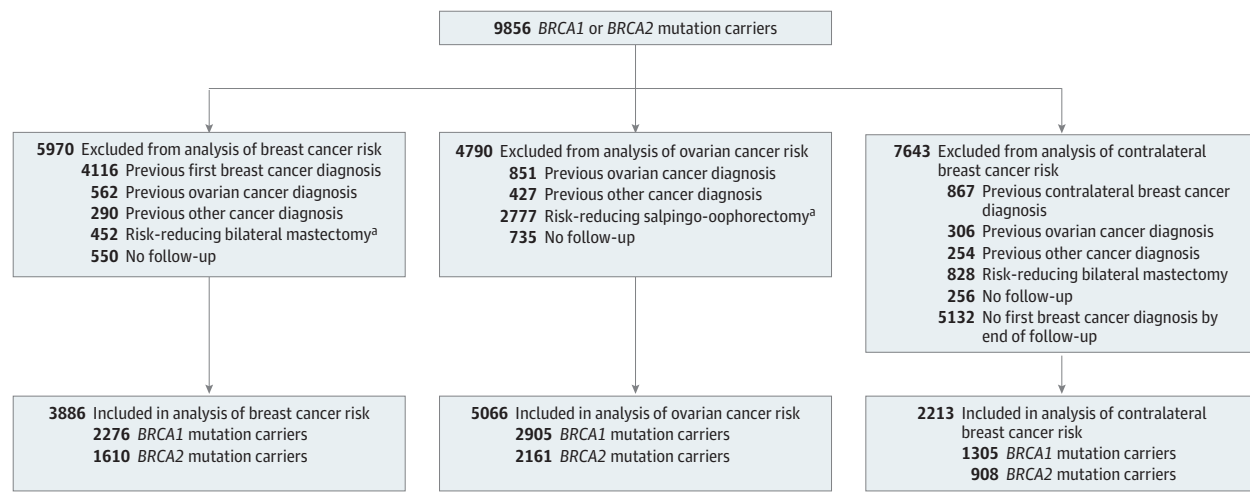 9856 BRCA1 or BRCA2 mutation carriers
5970 Excluded from analysis of breast cancer risk
4116 Previous first breast cancer diagnosis
562 Previous ovarian cancer diagnosis
290 Previous other cancer diagnosis
452 Risk-reducing bilateral mastectomyᵃ
550 No follow-up
4790 Excluded from analysis of ovarian cancer risk
851 Previous ovarian cancer diagnosis
427 Previous other cancer diagnosis
2777 Risk-reducing salpingo-oophorectomyᵃ
735 No follow-up
7643 Excluded from analysis of contralateral
breast cancer risk
867 Previous contralateral breast cancer
diagnosis
306 Previous ovarian cancer diagnosis
254 Previous other cancer diagnosis
828 Risk-reducing bilateral mastectomy
256 No follow-up
5132 No first breast cancer diagnosis by
end of follow-up
3886 Included in analysis of breast cancer risk
2276 BRCA1 mutation carriers
1610 BRCA2 mutation carriers
5066 Included in analysis of ovarian cancer risk
2905 BRCA1 mutation carriers
2161 BRCA2 mutation carriers
2213 Included in analysis of contralateral
breast cancer risk
1305 BRCA1 mutation carriers
908 BRCA2 mutation carriers